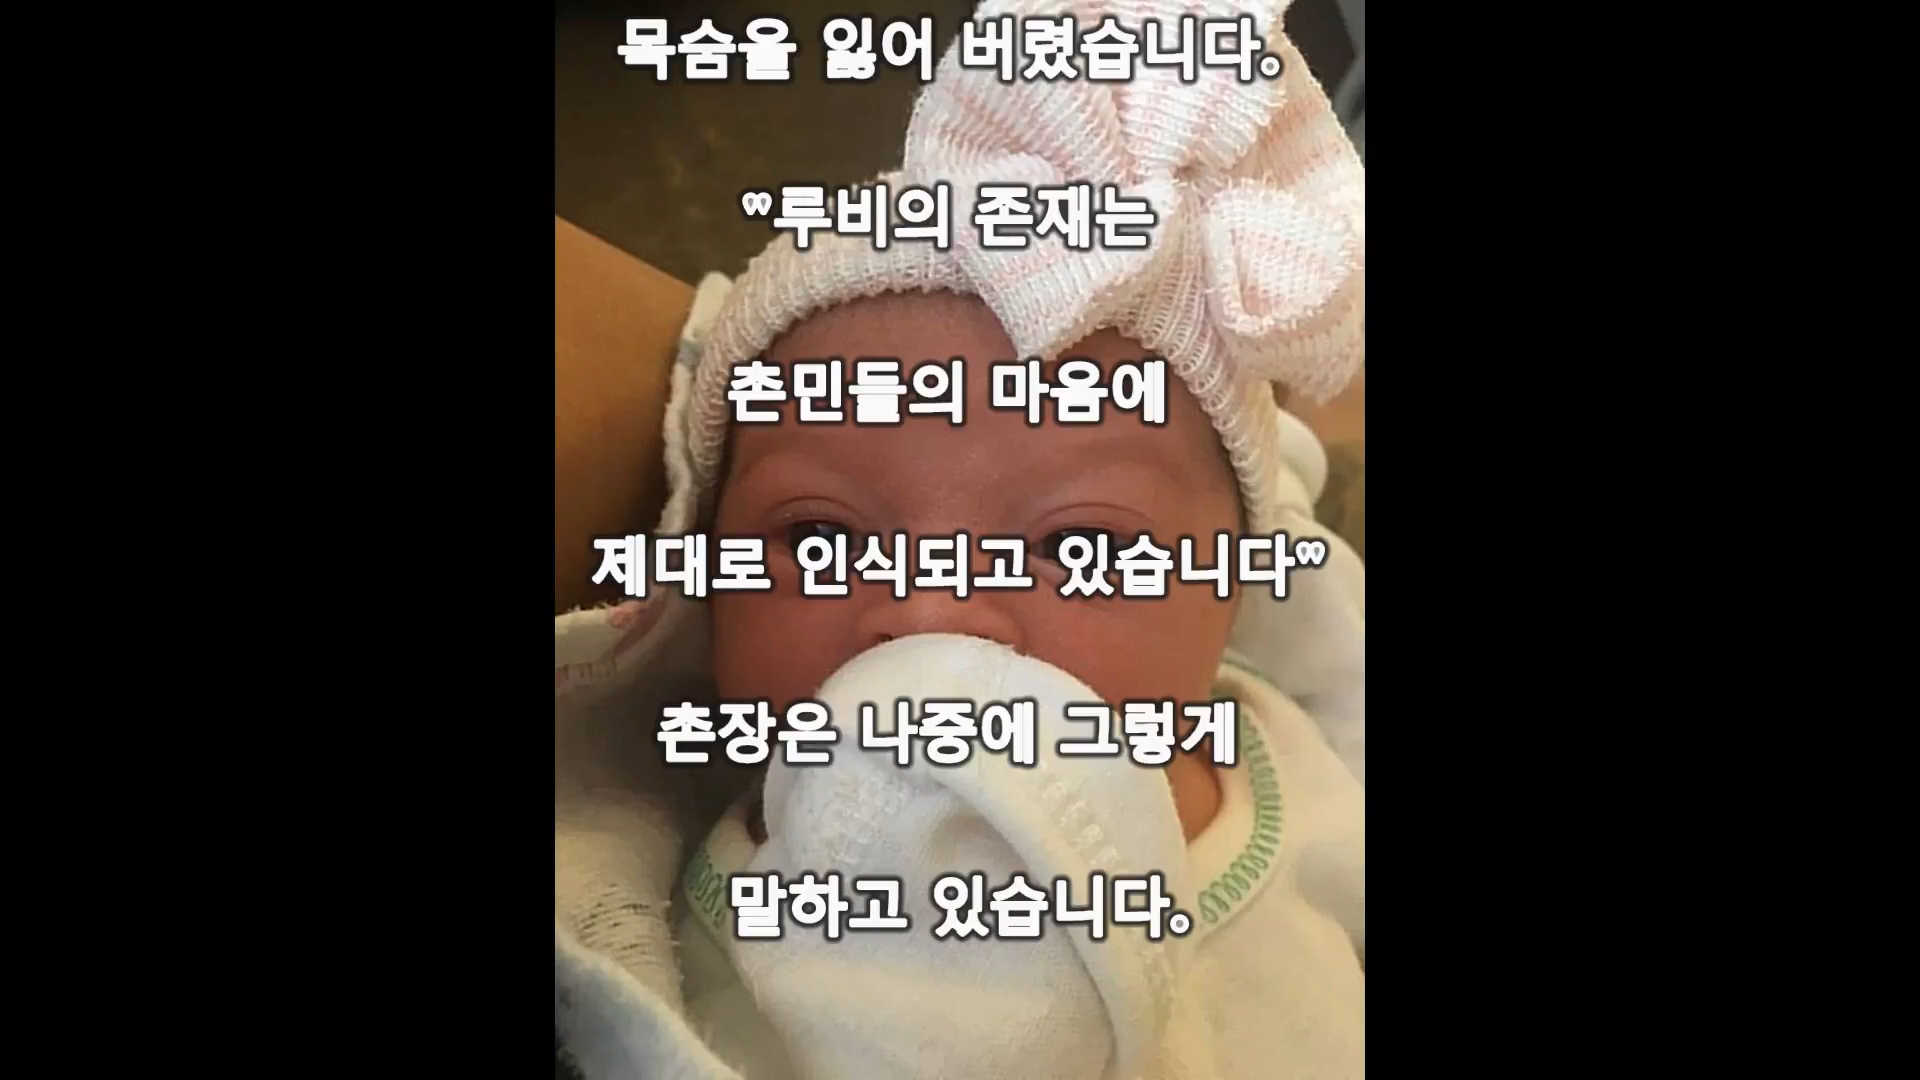 목숨을 잃어 버렸습니다.
"루비의 존재는
촌민들의 마음에
제대로 인식되고 있습니다"
촌장은 나중에 그렇게
말하고 있습니다.